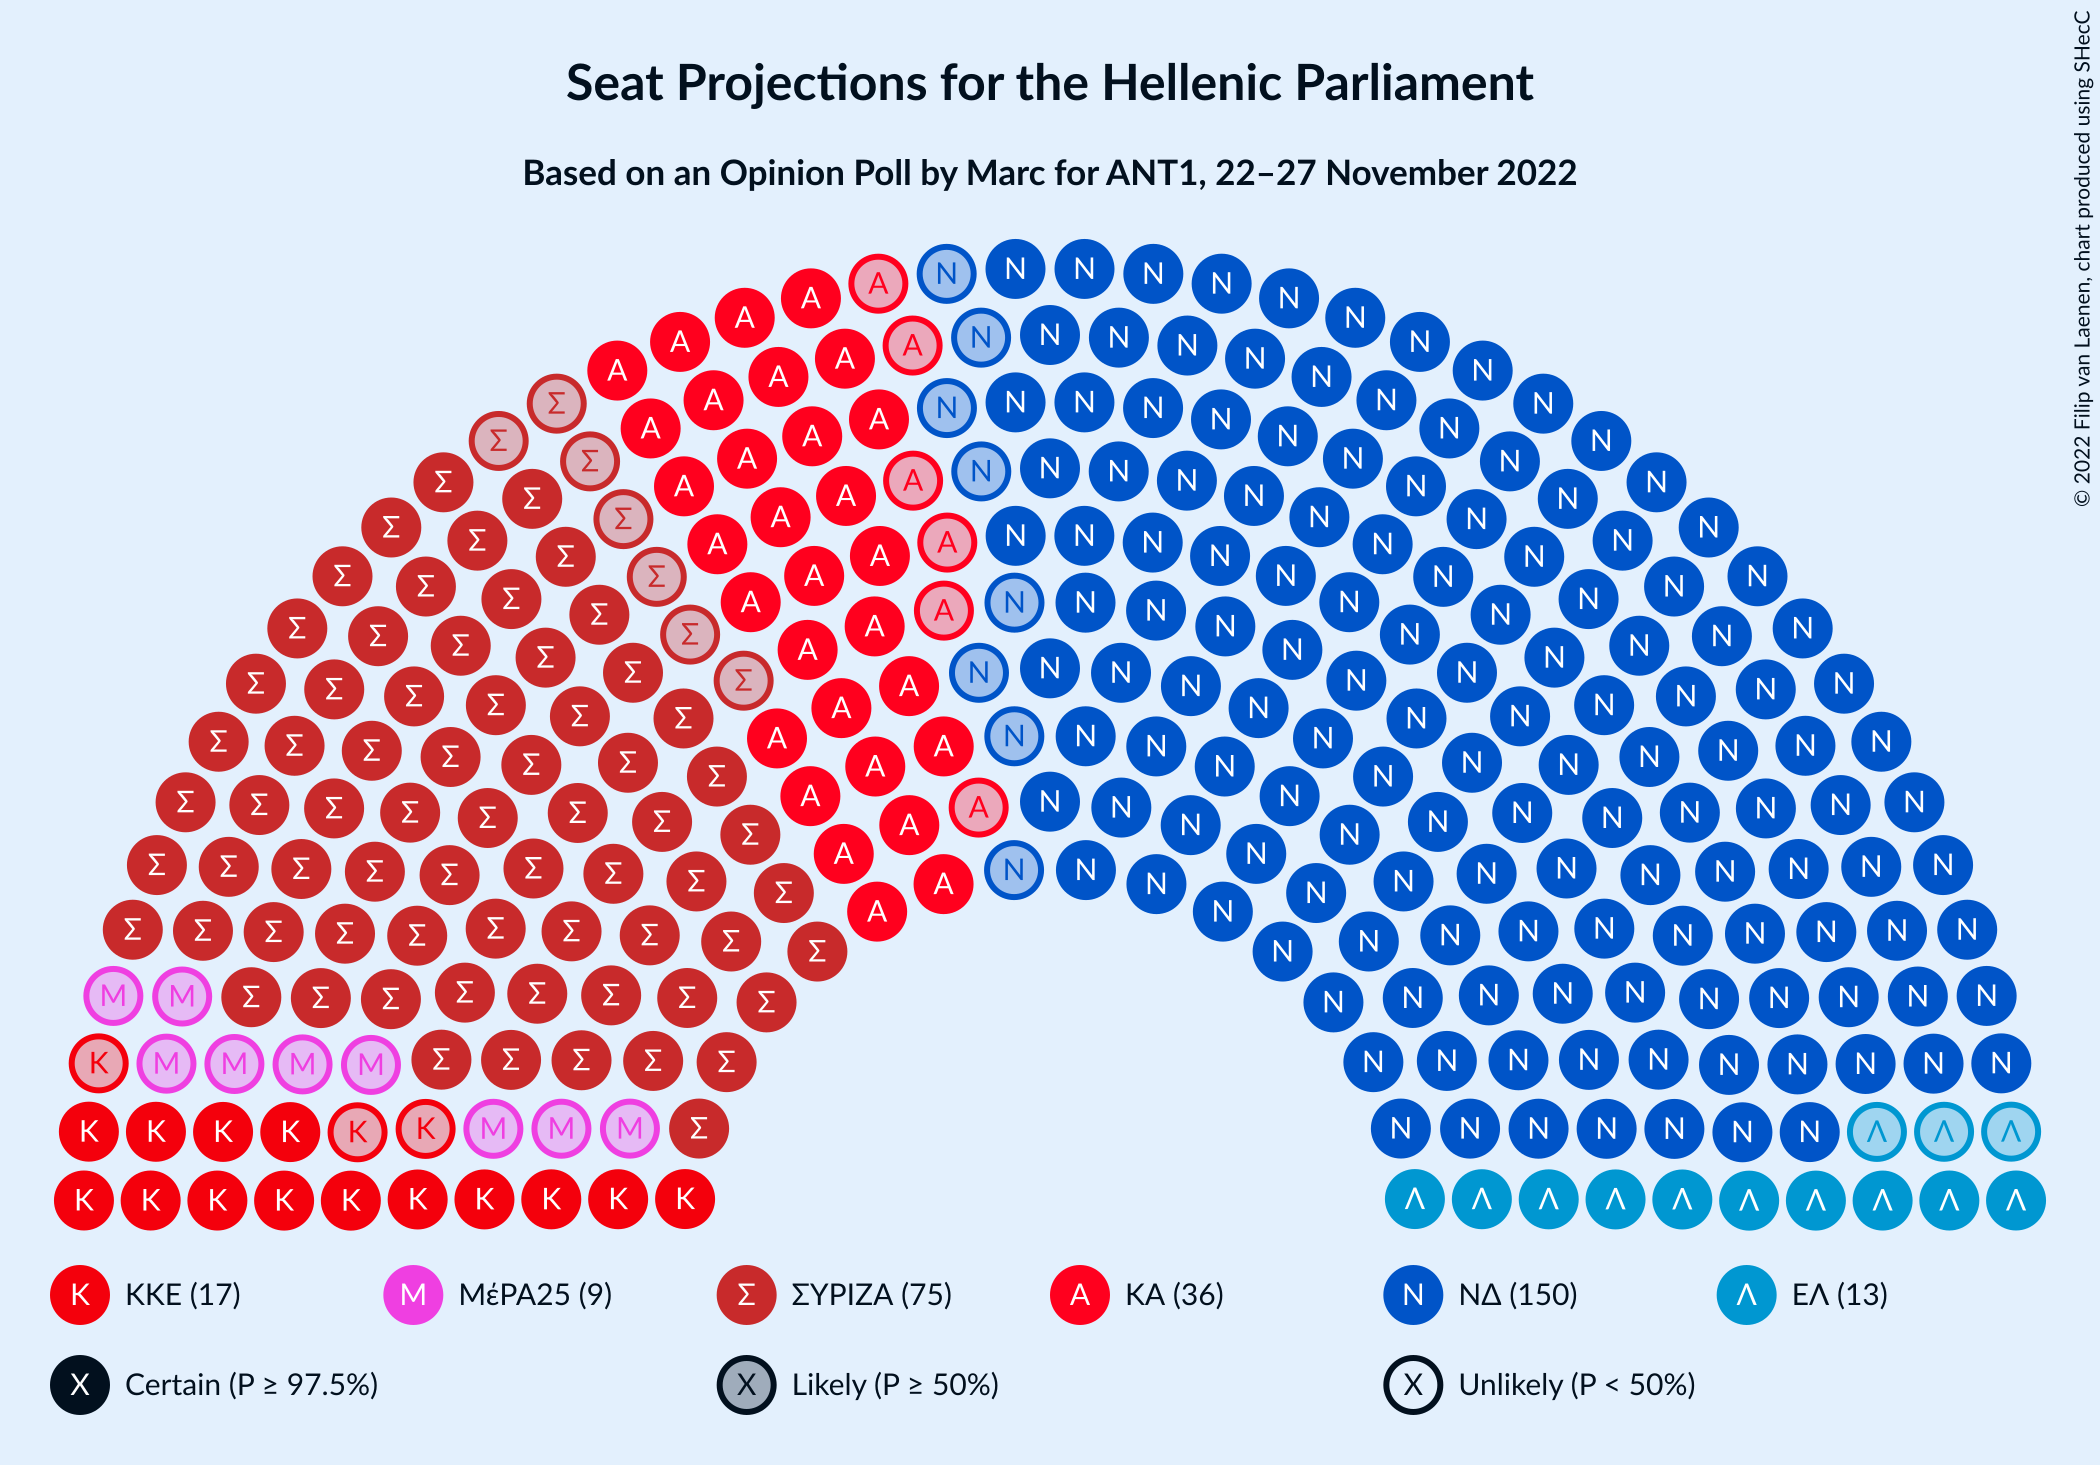 Seat Projections for the Hellenic Parliament
Based on an Opinion Poll by Marc for ANT1, 22–27 November 2022
© 2022 Filip van Laenen, chart produced using SHecC
K ΚΚΕ (17)
M ΜέΡΑ25 (9)
Σ ΣΥΡΙΖΑ (75)
A ΚΑ (36)
N ΝΔ (150)
Λ ΕΛ (13)
X Certain (P ≥ 97.5%)
X Likely (P ≥ 50%)
X Unlikely (P < 50%)